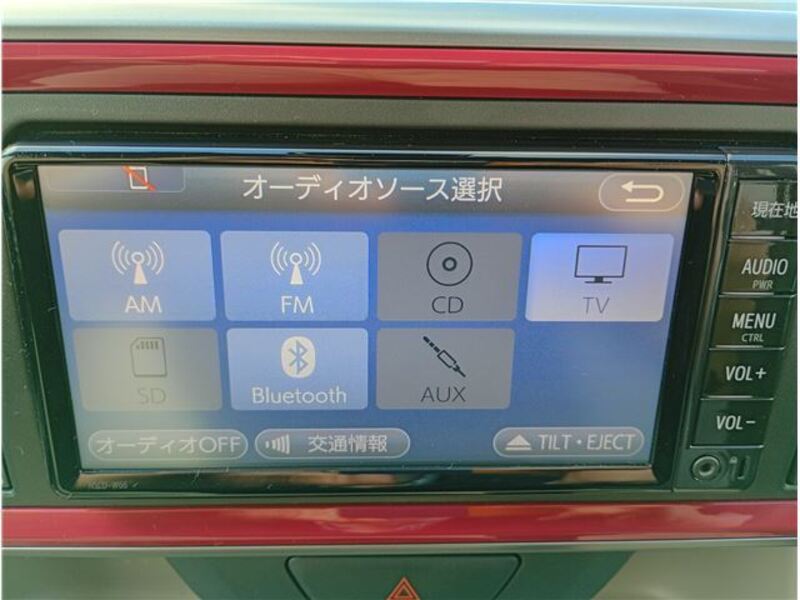 オーディオソース選択
現在地
AM
FM
CD
TV
AUDIO
PWR
MENU
CTRL
SD
Bluetooth
AUX
VOL+
VOL-
オーディオOFF
交通情報
TILT・EJECT